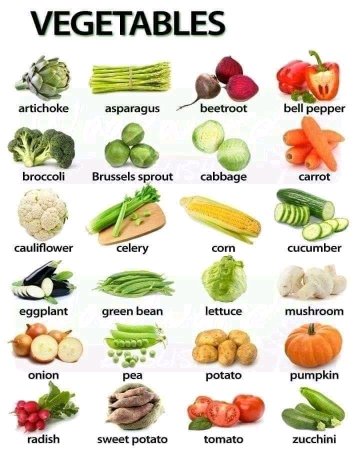 VEGETABLES
artichoke asparagus beetroot bell pepper
broccoli Brussels sprout cabbage carrot
cauliflower celery corn cucumber
eggplant green bean lettuce mushroom
onion pea potato pumpkin
radish sweet potato tomato zucchini